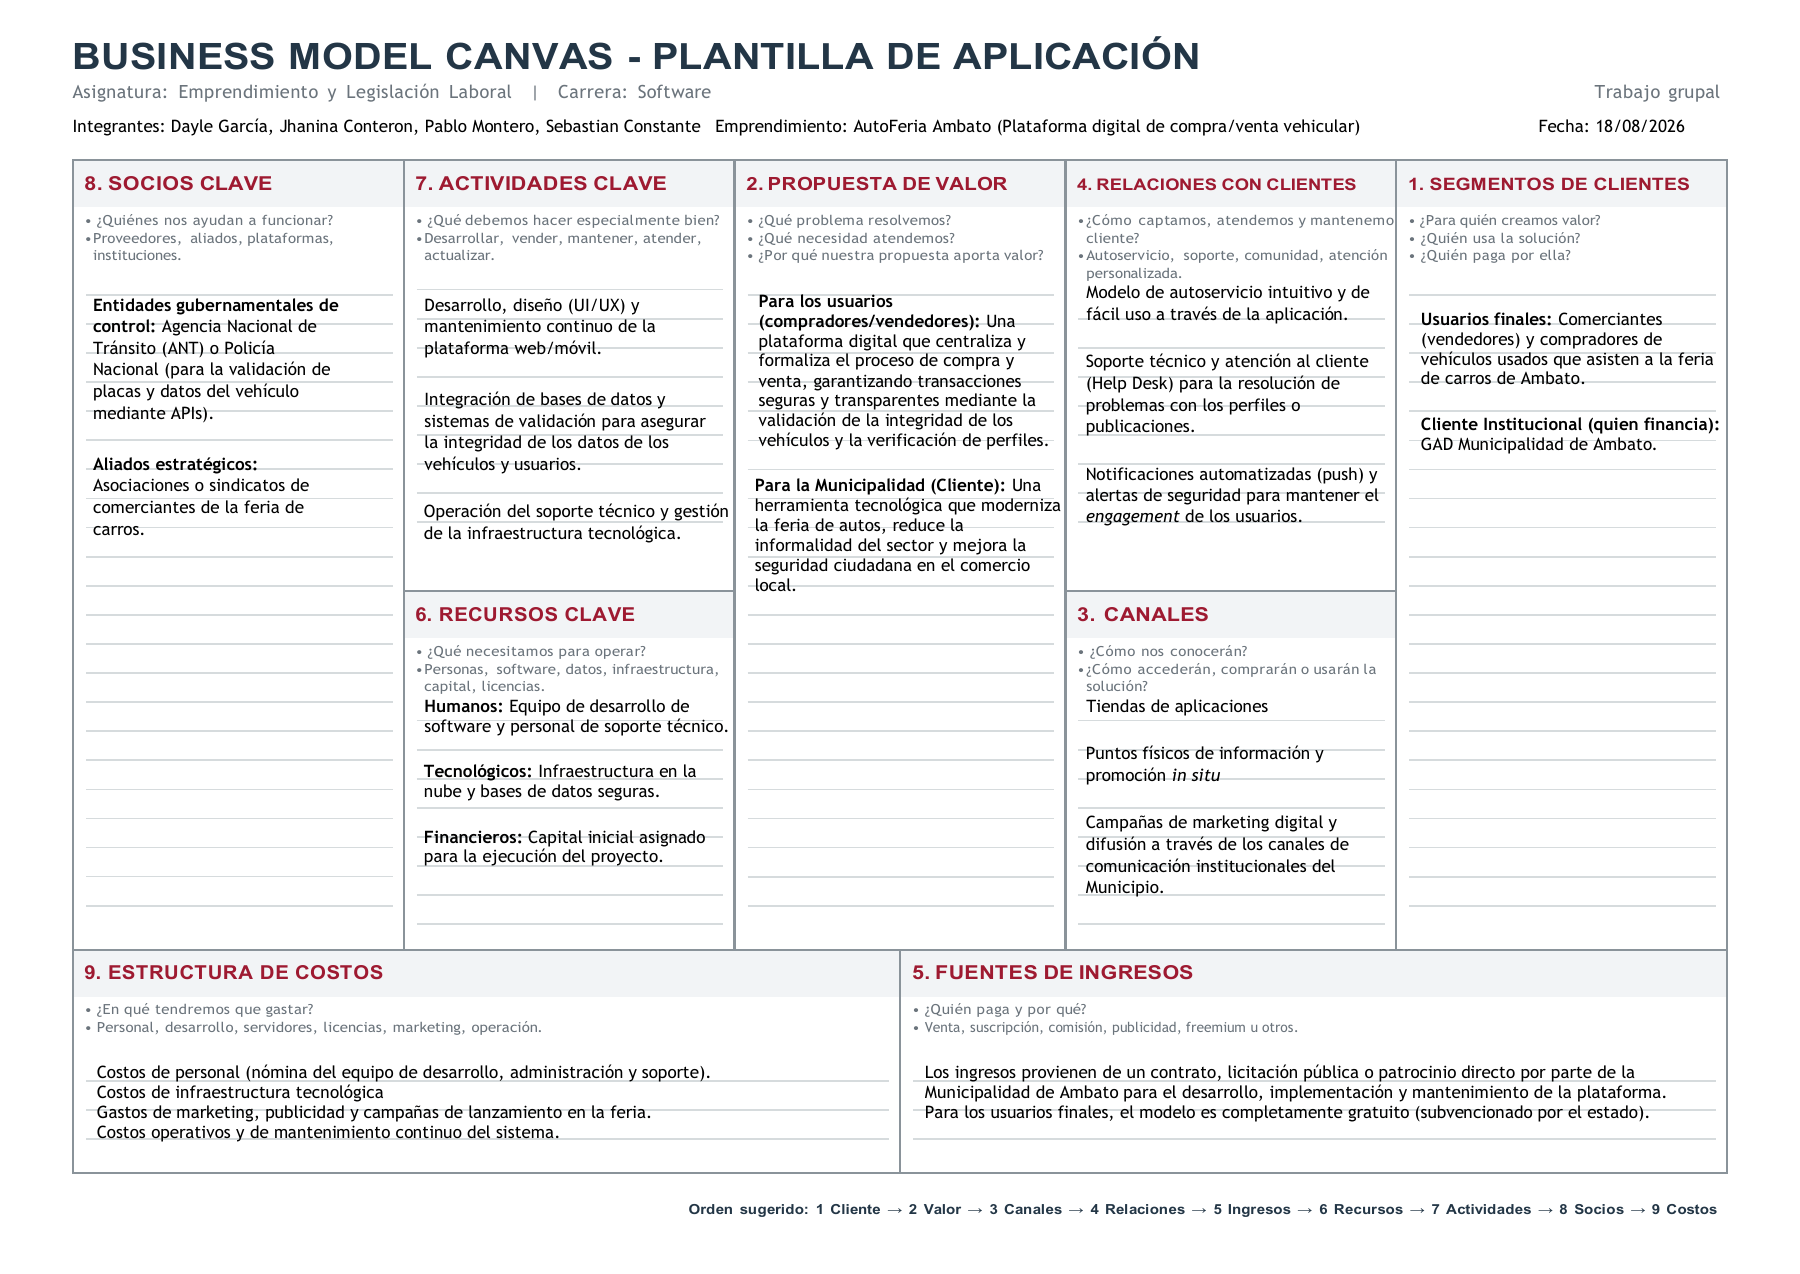 BUSINESS MODEL CANVAS - PLANTILLA DE APLICACIÓN
Asignatura: Emprendimiento y Legislación Laboral | Carrera: Software
Trabajo grupal
Integrantes: Dayle García, Jhanina Conteron, Pablo Montero, Sebastian Constante Emprendimiento: AutoFeria Ambato (Plataforma digital de compra/venta vehicular)
Fecha: 18/08/2026
8. SOCIOS CLAVE
• ¿Quiénes nos ayudan a funcionar?
• Proveedores, aliados, plataformas,
instituciones.
Entidades gubernamentales de
control: Agencia Nacional de
Tránsito (ANT) o Policía
Nacional (para la validación de
placas y datos del vehículo
mediante APIs).
Aliados estratégicos:
Asociaciones o sindicatos de
comerciantes de la feria de
carros.
7. ACTIVIDADES CLAVE
• ¿Qué debemos hacer especialmente bien?
• Desarrollar, vender, mantener, atender,
actualizar.
Desarrollo, diseño (UI/UX) y
mantenimiento continuo de la
plataforma web/móvil.
Integración de bases de datos y
sistemas de validación para asegurar
la integridad de los datos de los
vehículos y usuarios.
Operación del soporte técnico y gestión
de la infraestructura tecnológica.
6. RECURSOS CLAVE
• ¿Qué necesitamos para operar?
• Personas, software, datos, infraestructura,
capital, licencias.
Humanos: Equipo de desarrollo de
software y personal de soporte técnico.
Tecnológicos: Infraestructura en la
nube y bases de datos seguras.
Financieros: Capital inicial asignado
para la ejecución del proyecto.
2. PROPUESTA DE VALOR
• ¿Qué problema resolvemos?
• ¿Qué necesidad atendemos?
• ¿Por qué nuestra propuesta aporta valor?
Para los usuarios
(compradores/vendedores): Una
plataforma digital que centraliza y
formaliza el proceso de compra y
venta, garantizando transacciones
seguras y transparentes mediante la
validación de la integridad de los
vehículos y la verificación de perfiles.
Para la Municipalidad (Cliente): Una
herramienta tecnológica que moderniza
la feria de autos, reduce la
informalidad del sector y mejora la
seguridad ciudadana en el comercio
local.
4. RELACIONES CON CLIENTES
• ¿Cómo captamos, atendemos y mantenemo
cliente?
• Autoservicio, soporte, comunidad, atención
personalizada.
Modelo de autoservicio intuitivo y de
fácil uso a través de la aplicación.
Soporte técnico y atención al cliente
(Help Desk) para la resolución de
problemas con los perfiles o
publicaciones.
Notificaciones automatizadas (push) y
alertas de seguridad para mantener el
engagement de los usuarios.
3. CANALES
• ¿Cómo nos conocerán?
• ¿Cómo accederán, comprarán o usarán la
solución?
Tiendas de aplicaciones
Puntos físicos de información y
promoción in situ
Campañas de marketing digital y
difusión a través de los canales de
comunicación institucionales del
Municipio.
1. SEGMENTOS DE CLIENTES
• ¿Para quién creamos valor?
• ¿Quién usa la solución?
• ¿Quién paga por ella?
Usuarios finales: Comerciantes
(vendedores) y compradores de
vehículos usados que asisten a la feria
de carros de Ambato.
Cliente Institucional (quien financia):
GAD Municipalidad de Ambato.
9. ESTRUCTURA DE COSTOS
• ¿En qué tendremos que gastar?
• Personal, desarrollo, servidores, licencias, marketing, operación.
Costos de personal (nómina del equipo de desarrollo, administración y soporte).
Costos de infraestructura tecnológica
Gastos de marketing, publicidad y campañas de lanzamiento en la feria.
Costos operativos y de mantenimiento continuo del sistema.
5. FUENTES DE INGRESOS
• ¿Quién paga y por qué?
• Venta, suscripción, comisión, publicidad, freemium u otros.
Los ingresos provienen de un contrato, licitación pública o patrocinio directo por parte de la
Municipalidad de Ambato para el desarrollo, implementación y mantenimiento de la plataforma.
Para los usuarios finales, el modelo es completamente gratuito (subvencionado por el estado).
Orden sugerido: 1 Cliente → 2 Valor → 3 Canales → 4 Relaciones → 5 Ingresos → 6 Recursos → 7 Actividades → 8 Socios → 9 Costos